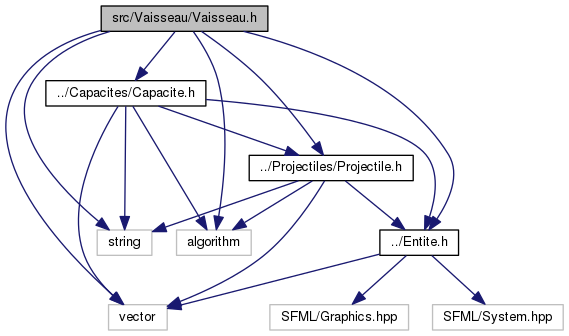 src/Vaisseau/Vaisseau.h
../Capacites/Capacite.h
../Projectiles/Projectile.h
string
algorithm
../Entite.h
vector
SFML/Graphics.hpp
SFML/System.hpp